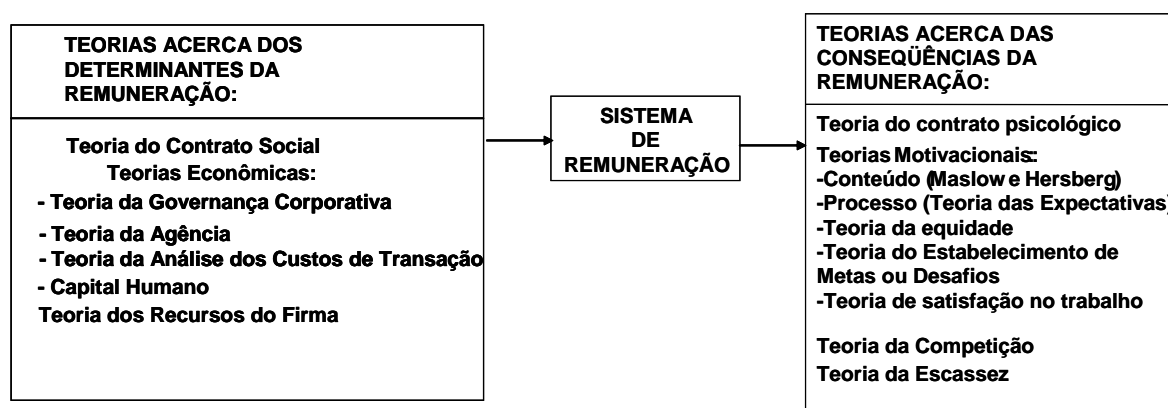 TEORIAS ACERCA DOS
DETERMINANTES DA
REMUNERAÇÃO:
Teoria do Contrato Social
Teorias Econômicas:
- Teoria da Governança Corporativa
- Teoria da Agência
- Teoria da Análise dos Custos de Transação
- Capital Humano
Teoria dos Recursos do Firma
SISTEMA
DE
REMUNERAÇÃO
TEORIAS ACERCA DAS
CONSEQÜÊNCIAS DA
REMUNERAÇÃO:
Teoria do contrato psicológico
Teorias Motivacionais:
-Conteúdo (Maslow e Hersberg)
-Processo (Teoria das Expectativas)
-Teoria da equidade
-Teoria do Estabelecimento de
Metas ou Desafios
-Teoria de satisfação no trabalho
Teoria da Competição
Teoria da Escassez